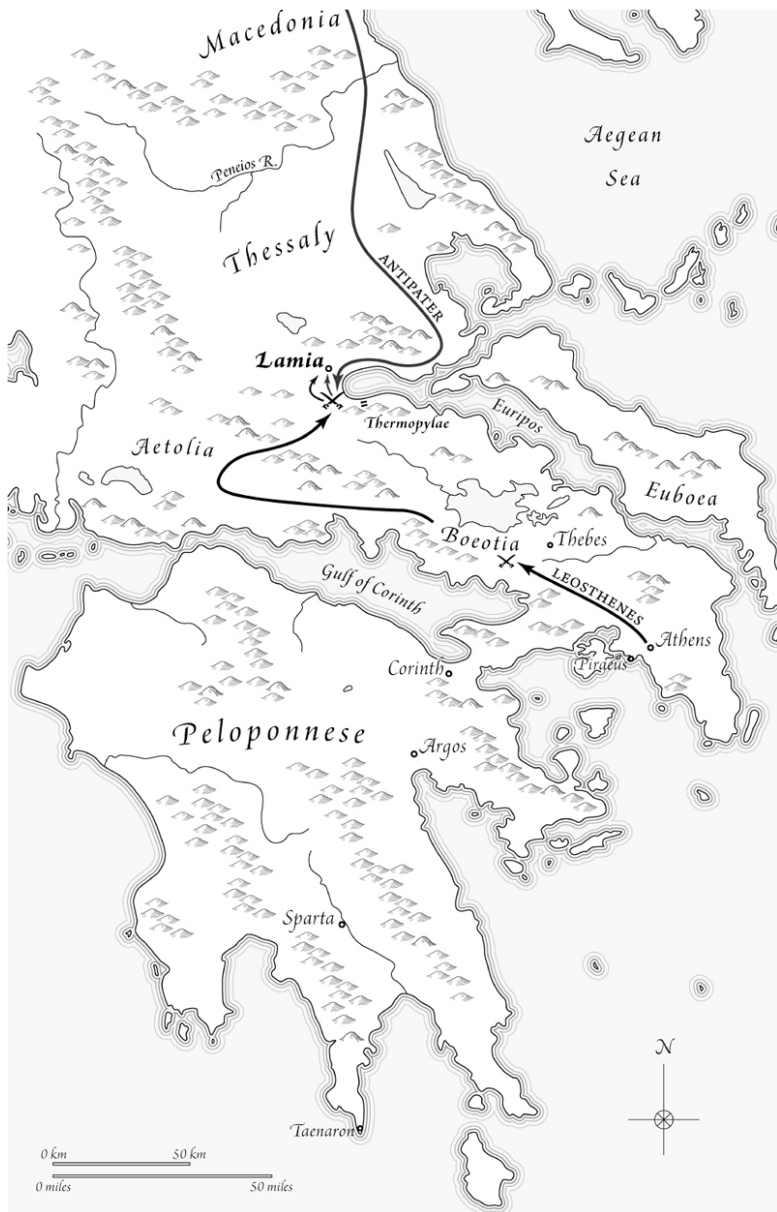 Macedonia
Aegean
Sea
Peneios R.
Thessaly
ANTIPATER
Lamia
Euripos
Thermopylae
Aetolia
Euboea
Boeotia
Thebes
Gulf of Corinth
LEOSTHENES
Athens
Piraeus
Corinth
Peloponnese
Argos
Sparta
N
Taenaron
0 km 50 km
0 miles 50 miles